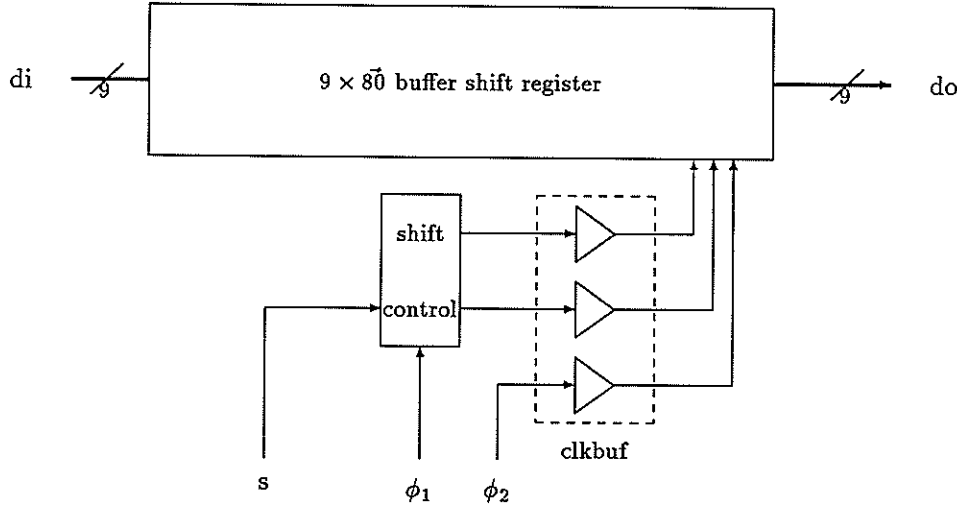 9 × 8⃗0 buffer shift register
di
9
9
do
shift
control
clkbuf
s
ϕ₁
ϕ₂